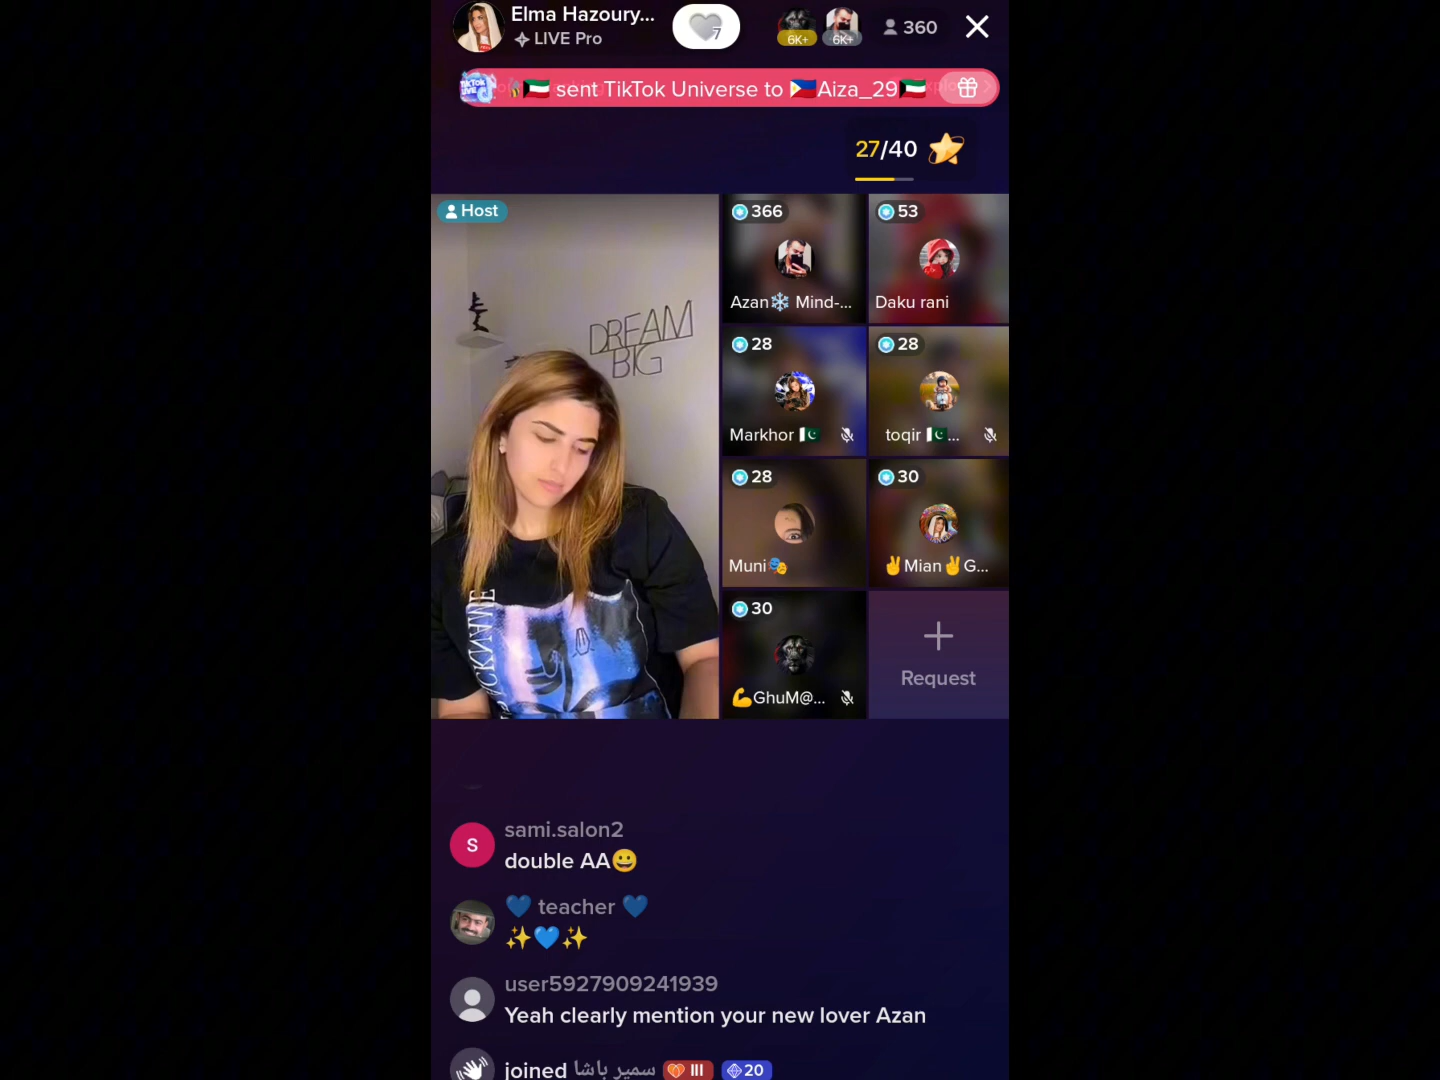 Elma Hazoury...
LIVE Pro
7
6K+
6K+
360
🇰🇼 sent TikTok Universe to 🇵🇭Aiza_29🇰🇼
27/40
Host
366
Azan❄️ Mind-...
53
Daku rani
28
Markhor 🇵🇰
28
toqir 🇵🇰...
28
Muni🎭
30
✌️Mian✌️G...
30
💪GhuM@...
Request
DREAM
BIG
S
sami.salon2
double AA😀
💙 teacher 💙
✨💙✨
user5927909241939
Yeah clearly mention your new lover Azan
joined سمير باشا III 20